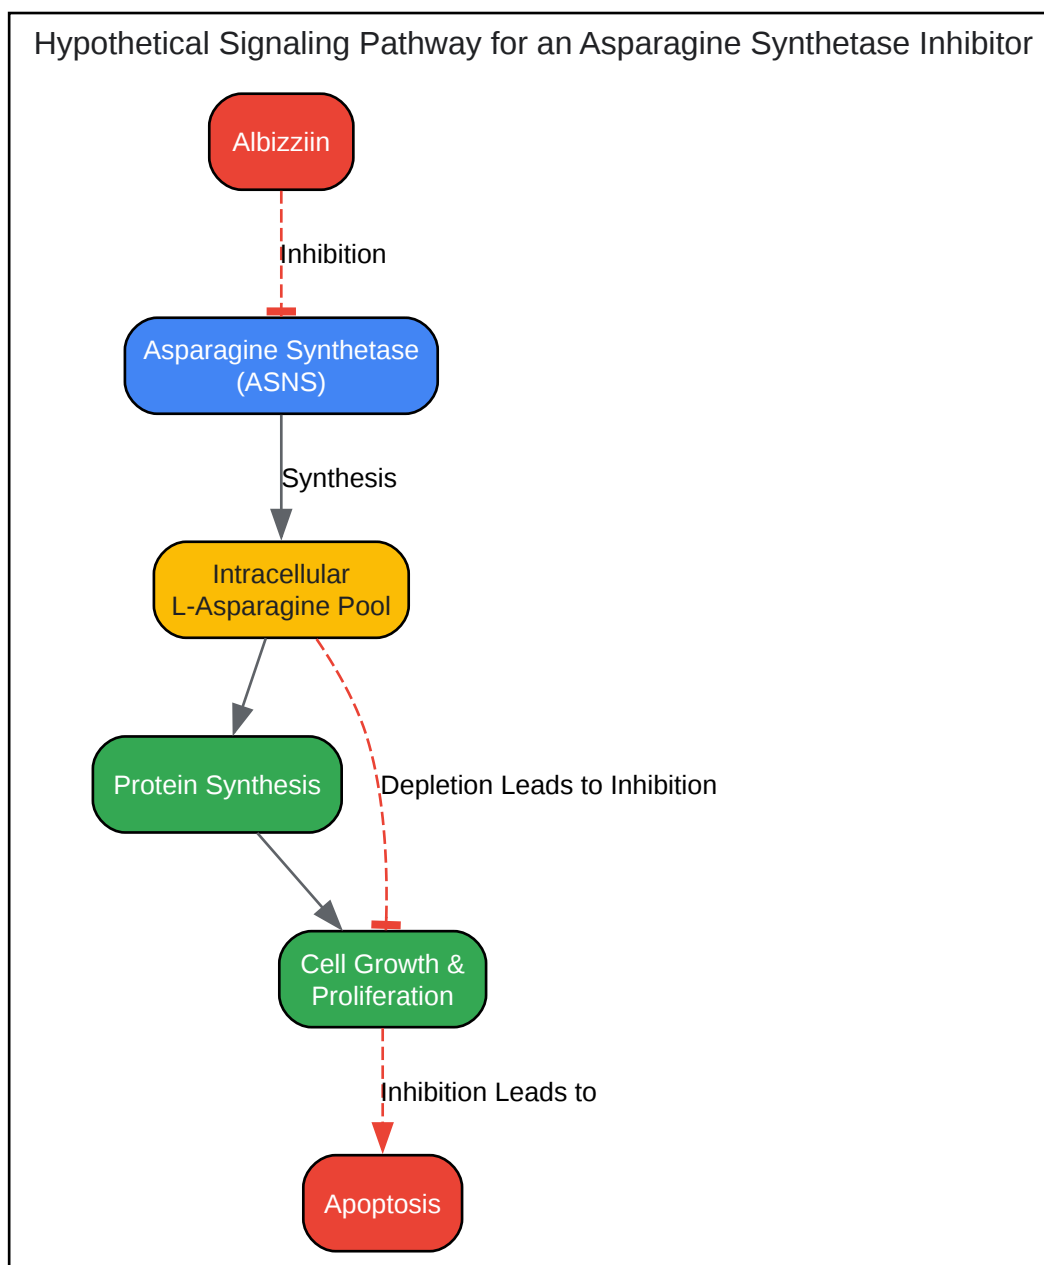 Hypothetical Signaling Pathway for an Asparagine Synthetase Inhibitor
Albizziin
Inhibition
Asparagine Synthetase
(ASNS)
Synthesis
Intracellular
L-Asparagine Pool
Protein Synthesis
Depletion Leads to Inhibition
Cell Growth &
Proliferation
Inhibition Leads to
Apoptosis